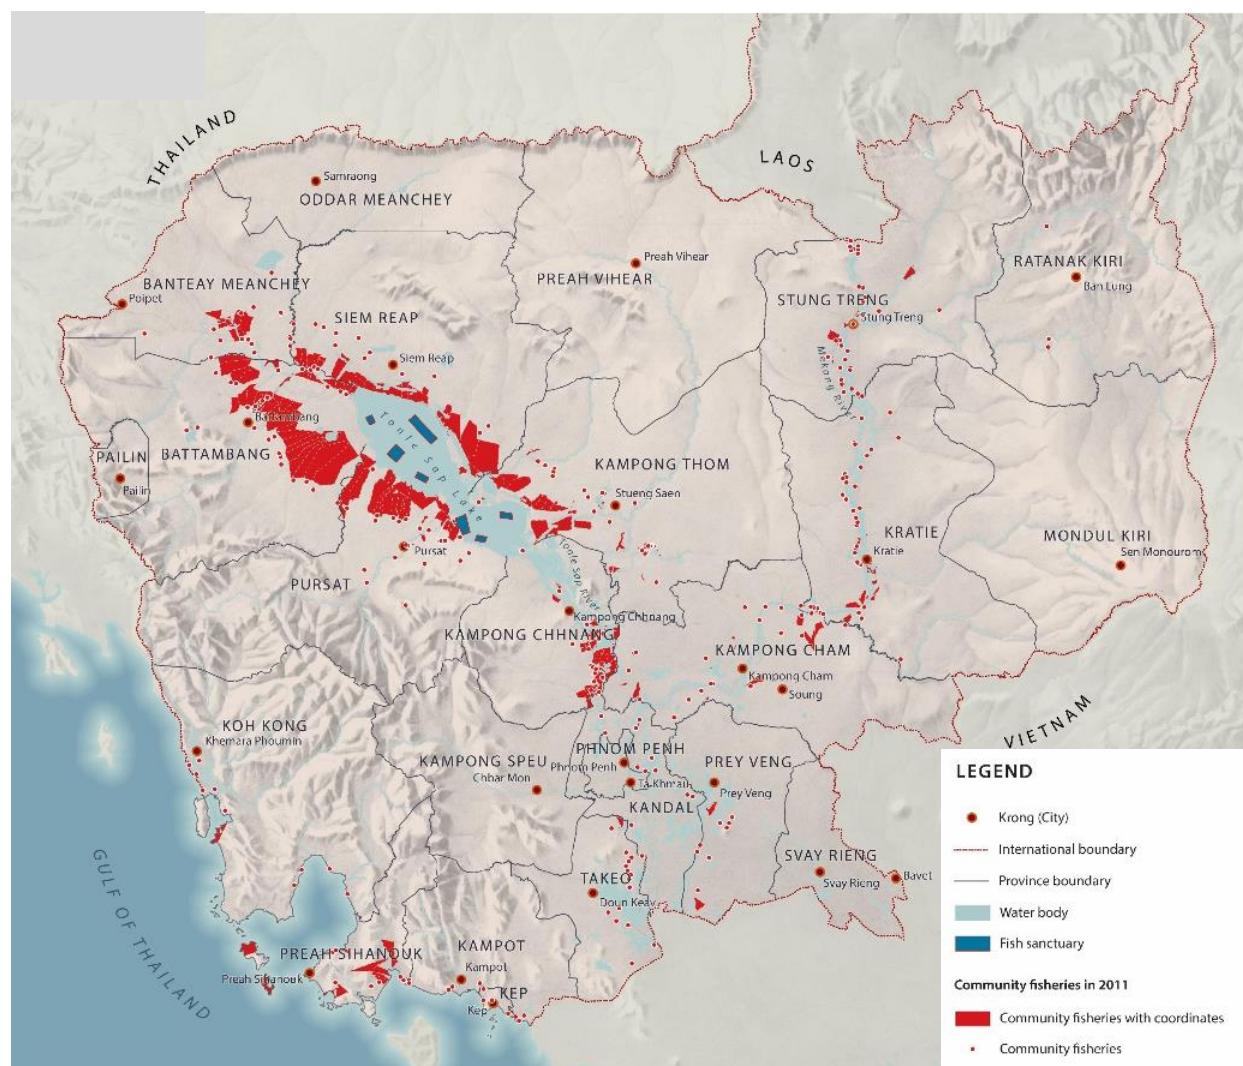 THAILAND
LAOS
Samraong
ODDAR MEANCHEY
Preah Vihear
PREAH VIHEAR
RATANAK KIRI
Ban Lung
BANTEAY MEANCHEY
Poipet
STUNG TRENG
Stung Treng
SIEM REAP
Siem Reap
Mekong River
Battambang
BATTAMBANG
PAILIN
Pailin
Tonle Sap Lake
KAMPONG THOM
Stueng Saen
KRATIE
Kratie
MONDUL KIRI
Sen Monourom
Pursat
PURSAT
Tonle Sap River
Kampong Chhnang
KAMPONG CHHNANG
KAMPONG CHAM
Kampong Cham
Soung
KOH KONG
Khemara Phoumin
VIETNAM
PHNOM PENH
Phnom Penh
KAMPONG SPEU
Chbar Mon
PREY VENG
Prey Veng
Ta Khmau
KANDAL
SVAY RIENG
Svay Rieng
Bavet
TAKEO
Doun Keav
GULF OF THAILAND
PREAH SIHANOUK
Preah Sihanouk
KAMPOT
Kampot
KEP
Kep
LEGEND
Krong (City)
International boundary
Province boundary
Water body
Fish sanctuary
Community fisheries in 2011
Community fisheries with coordinates
Community fisheries